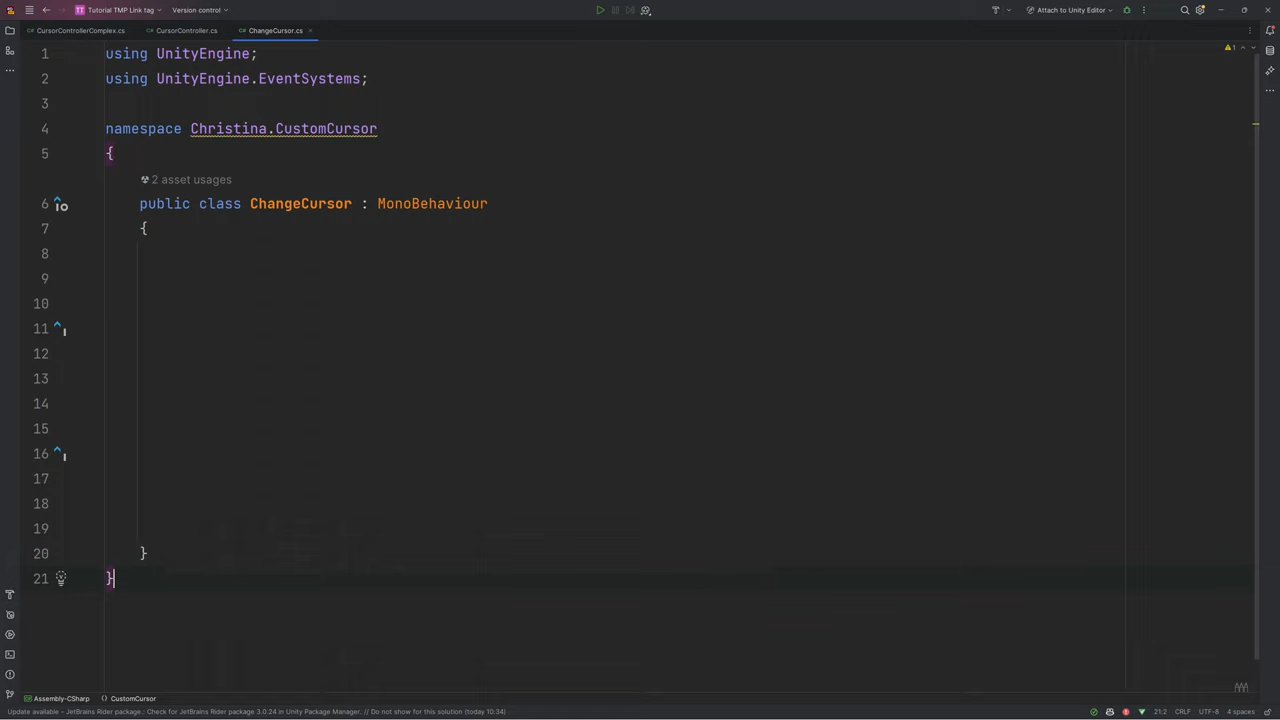 TT Tutorial TMP Link tag Version control Attach to Unity Editor
CursorControllerComplex.cs CursorController.cs ChangeCursor.cs
1 using UnityEngine;
2 using UnityEngine.EventSystems;
3
4 namespace Christina.CustomCursor
5 {
2 asset usages
6 public class ChangeCursor : MonoBehaviour
7 {
8
9
10
11
12
13
14
15
16
17
18
19
20 }
21 }
1
Assembly-CSharp CustomCursor
Update available - JetBrains Rider package.: Check for JetBrains Rider package 3.0.24 in Unity Package Manager. // Do not show for this solution (today 10:34) 21:2 CRLF UTF-8 4 spaces